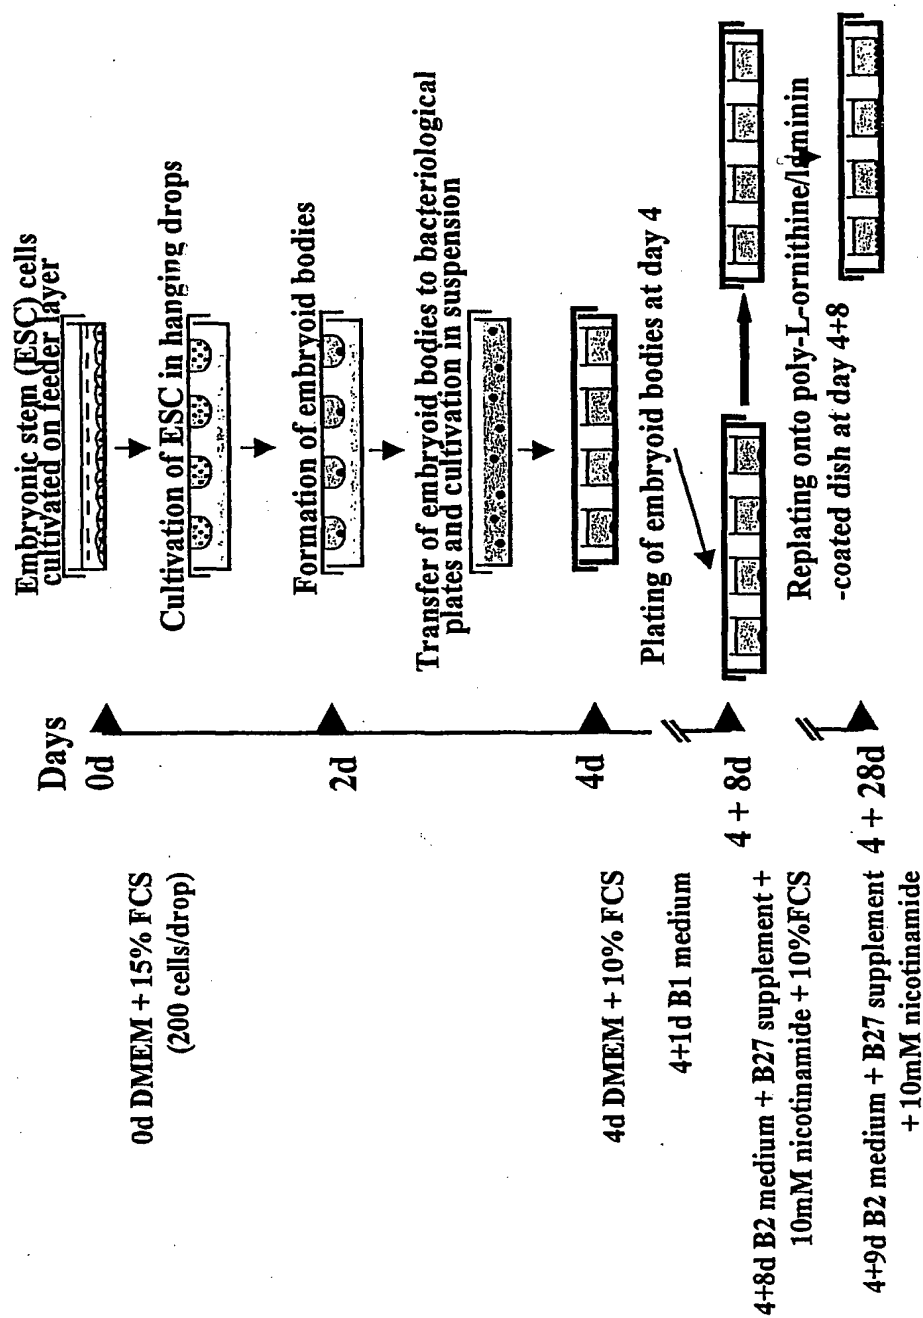 Embryonic stem (ESC) cells
cultivated on feeder layer
Cultivation of ESC in hanging drops
Formation of embryoid bodies
Transfer of embryoid bodies to bacteriological
plates and cultivation in suspension
Plating of embryoid bodies at day 4
Replating onto poly-L-ornithine/laminin
-coated dish at day 4+8
Days
0d
2d
4d
4 + 8d
4 + 28d
0d DMEM + 15% FCS
(200 cells/drop)
4d DMEM + 10% FCS
4+1d B1 medium
4+8d B2 medium + B27 supplement +
10mM nicotinamide + 10%FCS
4+9d B2 medium + B27 supplement
+ 10mM nicotinamide